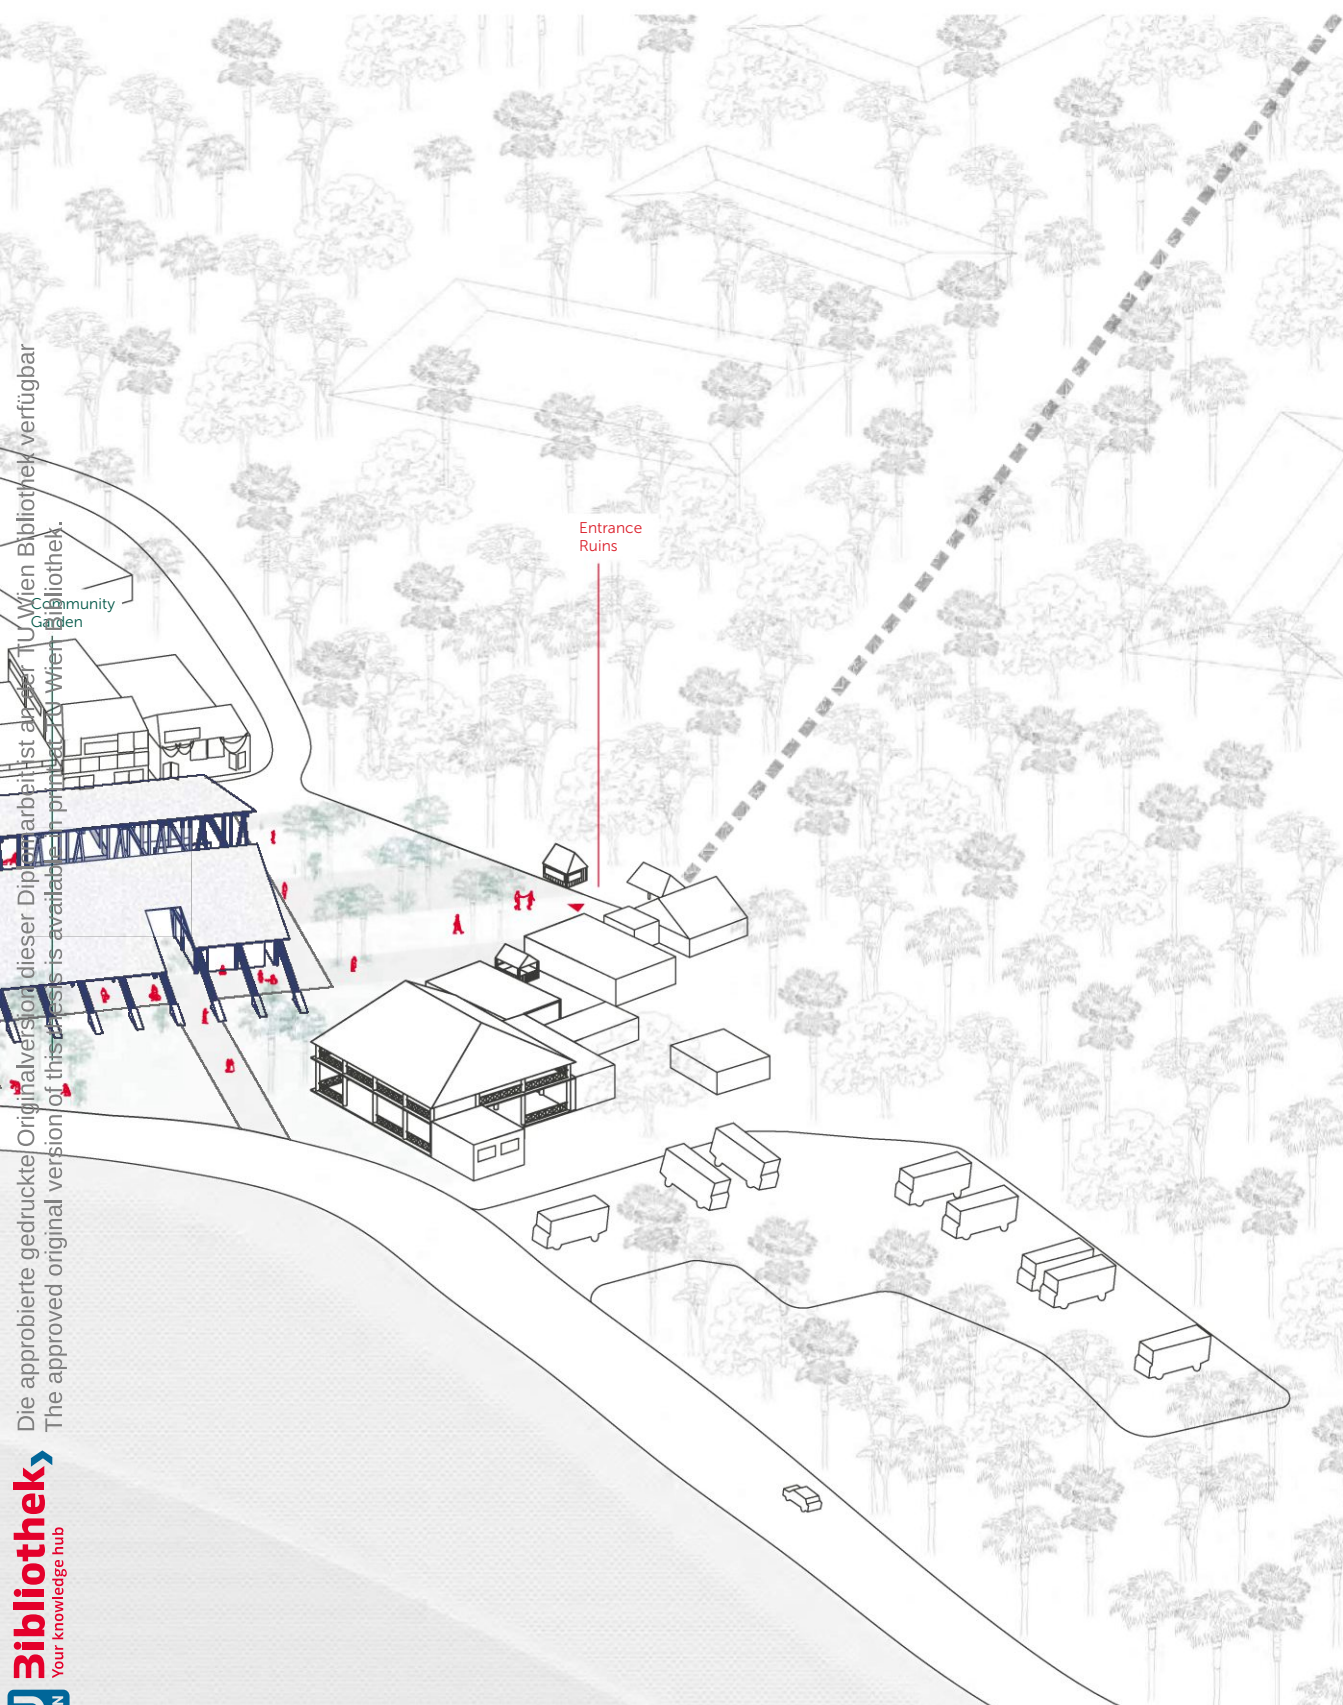 Entrance
Ruins
Community
Garden
Die approbierte gedruckte Originalversion dieser Diplomarbeit ist an der TU Wien Bibliothek verfügbar
The approved original version of this thesis is available in print at TU Wien Bibliothek.
Bibliothek
Your knowledge hub